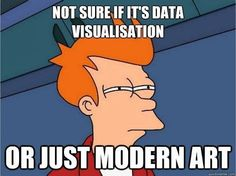 NOT SURE IF IT'S DATA
VISUALISATION
OR JUST MODERN ART